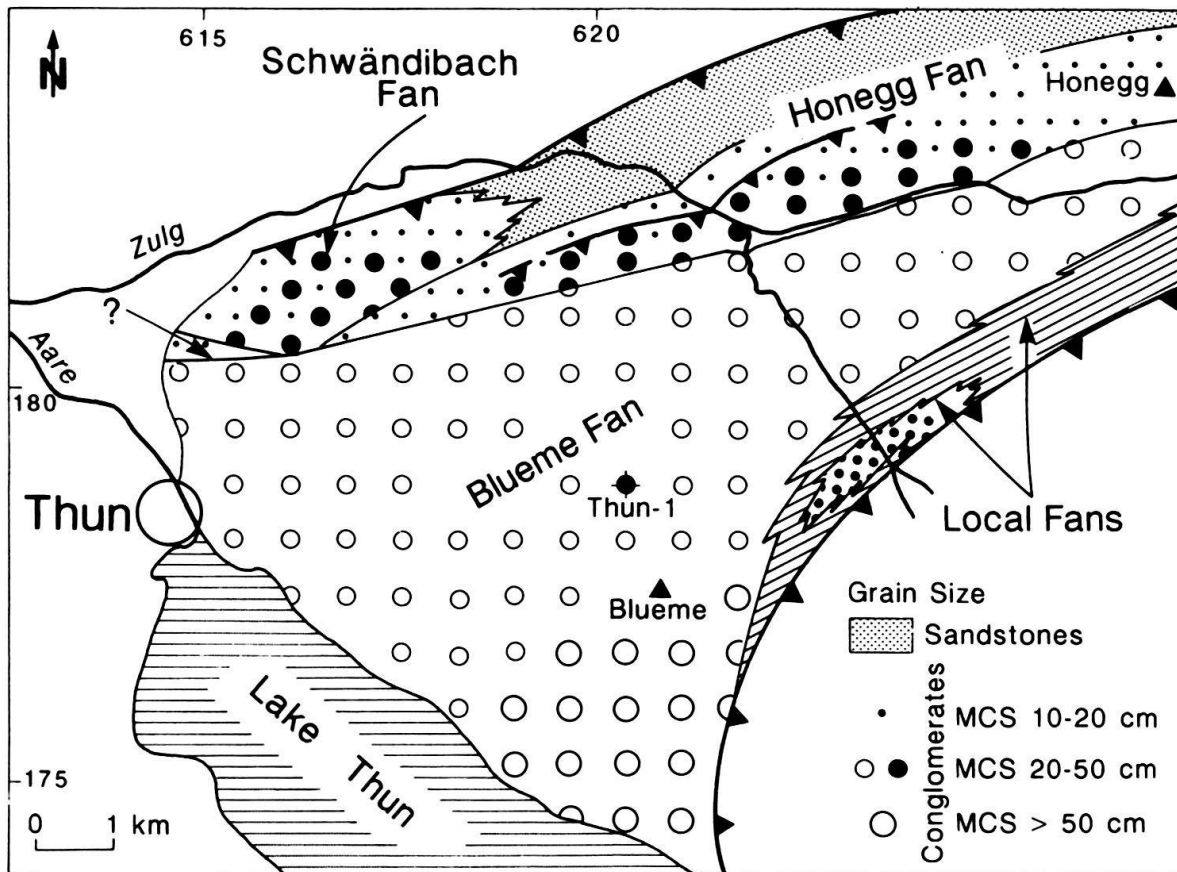 615
620
N
Schwändibach
Fan
Honegg Fan
Honegg
Zulg
?
Aare
180
Blueme Fan
Thun-1
Thun
Local Fans
Blueme
Grain Size
Sandstones
Conglomerates
MCS 10-20 cm
MCS 20-50 cm
MCS > 50 cm
Lake
Thun
175
0 1 km